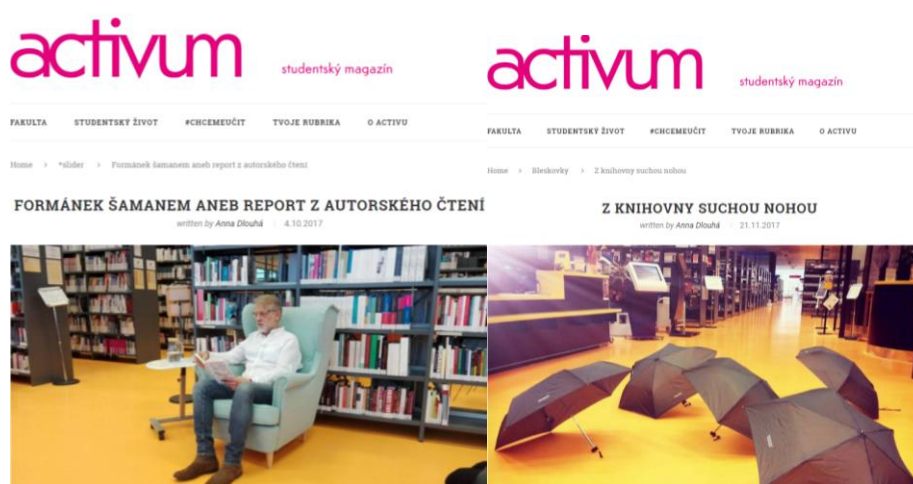 activum
studentský magazín
FAKULTA STUDENTSKÝ ŽIVOT #CHCEMEUČIT TVOJE RUBRIKA O ACTIVU
Home > *slider > Formánek šamanem aneb report z autorského čtení
FORMÁNEK ŠAMANEM ANEB REPORT Z AUTORSKÉHO ČTENÍ
written by Anna Dlouhá | 4.10.2017
activum
studentský magazín
FAKULTA STUDENTSKÝ ŽIVOT #CHCEMEUČIT TVOJE RUBRIKA O ACTIVU
Home > Bleskovky > Z knihovny suchou nohou
Z KNIHOVNY SUCHOU NOHOU
written by Anna Dlouhá | 21.11.2017